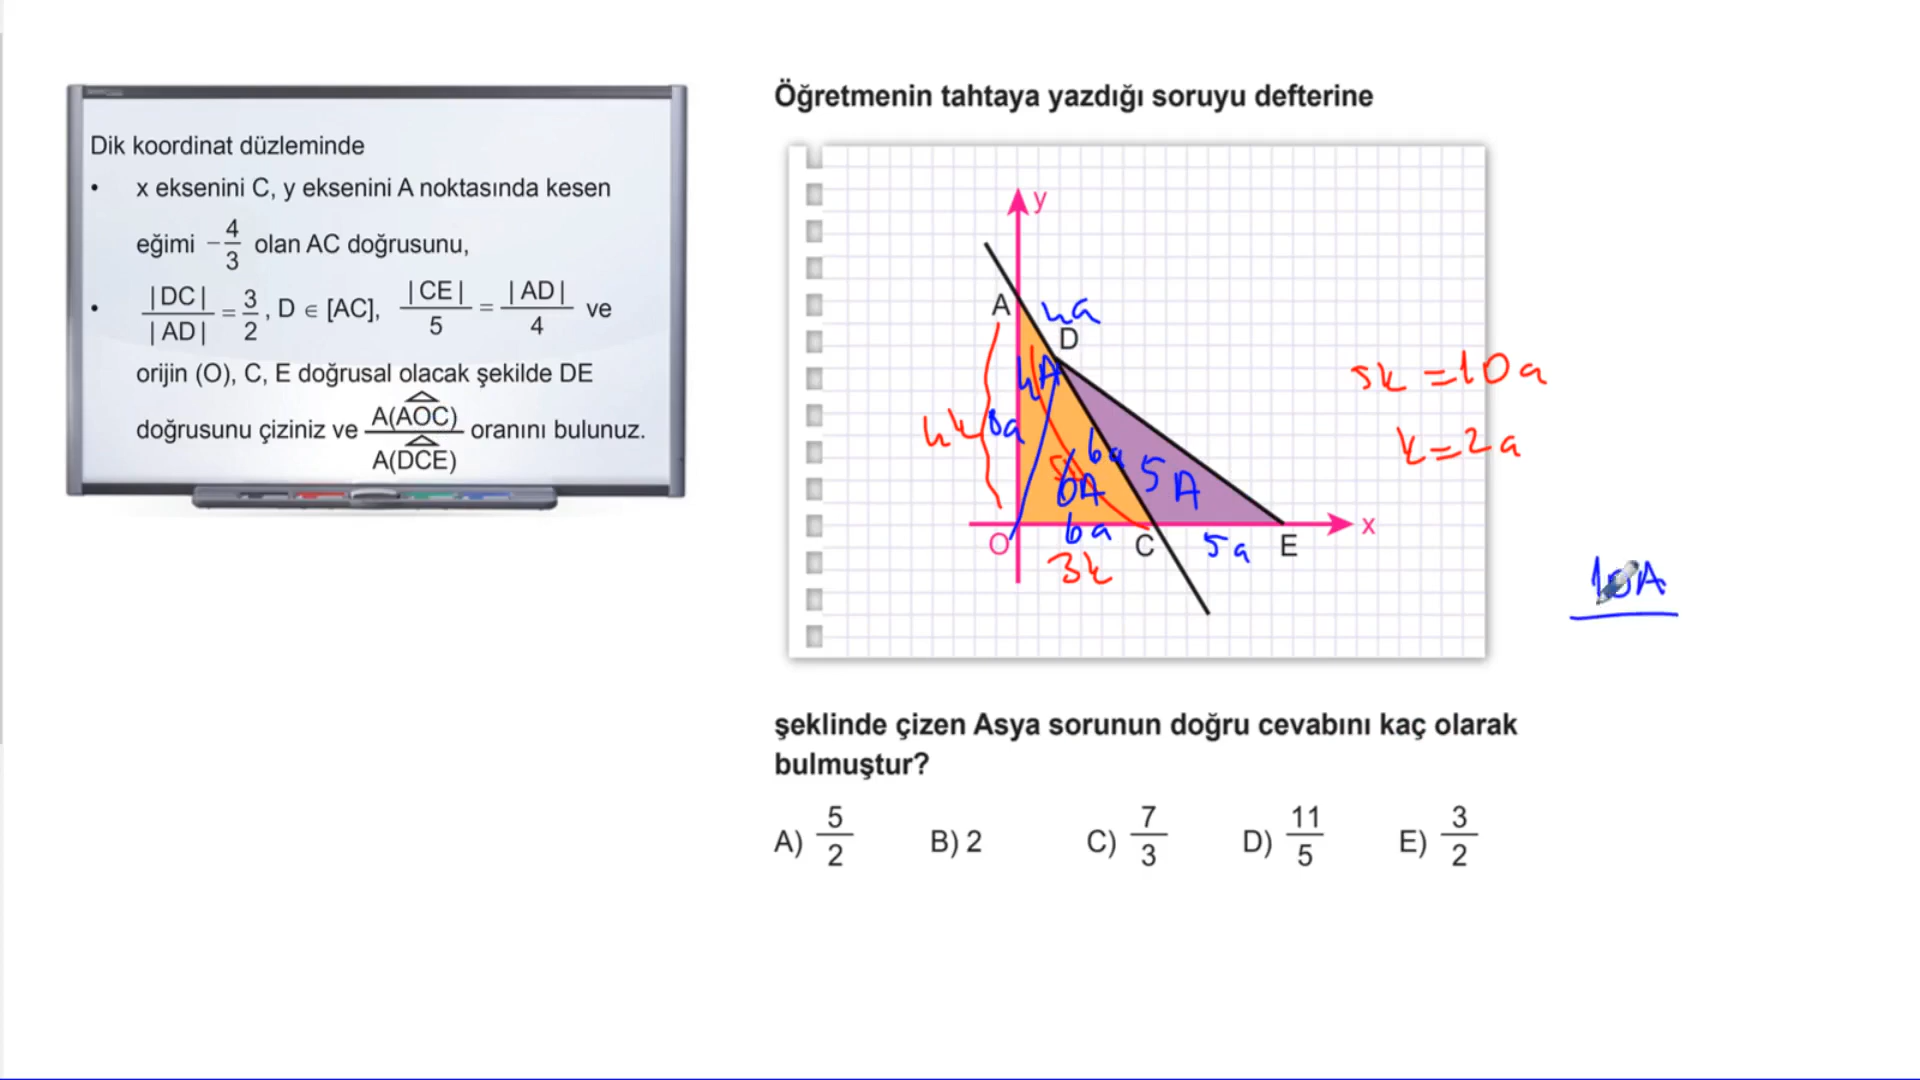 Dik koordinat düzleminde
• x eksenini C, y eksenini A noktasında kesen
eğimi −4/3 olan AC doğrusunu,
• |DC|/|AD| = 3/2, D ∈ [AC], |CE|/5 = |AD|/4 ve
orijin (O), C, E doğrusal olacak şekilde DE
doğrusunu çiziniz ve A(AOC)/A(DCE) oranını bulunuz.
Öğretmenin tahtaya yazdığı soruyu defterine
y
A
4a
D
4A
4k
8a
6a
5A
6A
O
6a
C
5a
E
x
3k
5k = 10a
k = 2a
10A
şeklinde çizen Asya sorunun doğru cevabını kaç olarak
bulmuştur?
A) 5/2 B) 2 C) 7/3 D) 11/5 E) 3/2